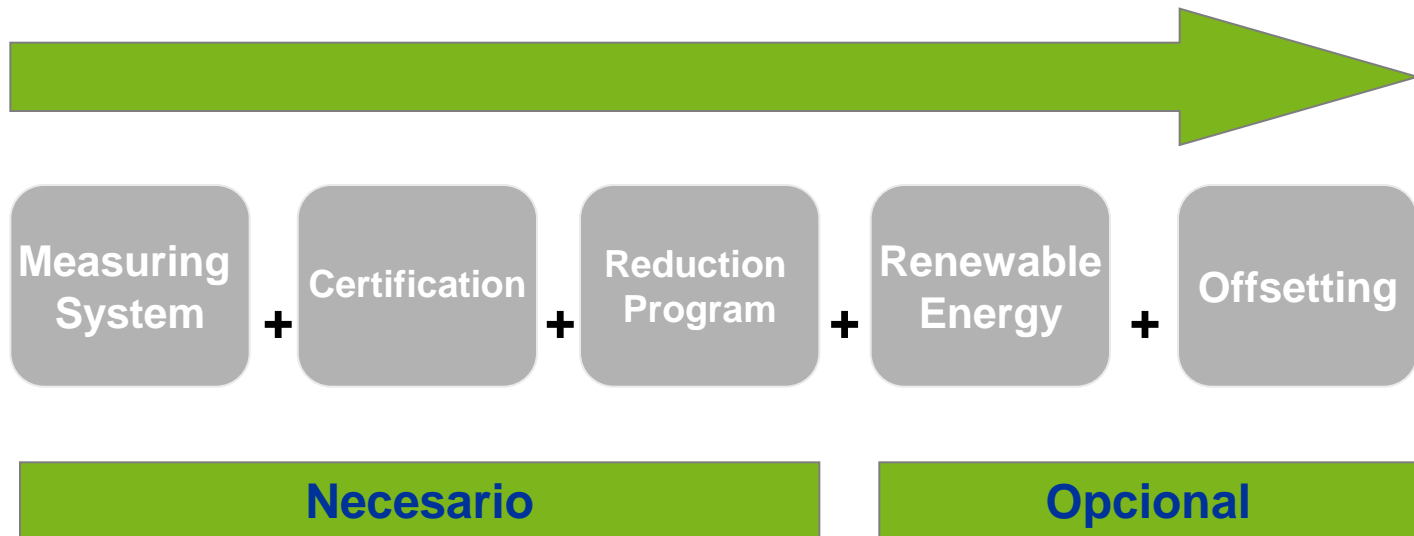 Measuring
System
+
Certification
+
Reduction
Program
+
Renewable
Energy
+
Offsetting
Necesario
Opcional